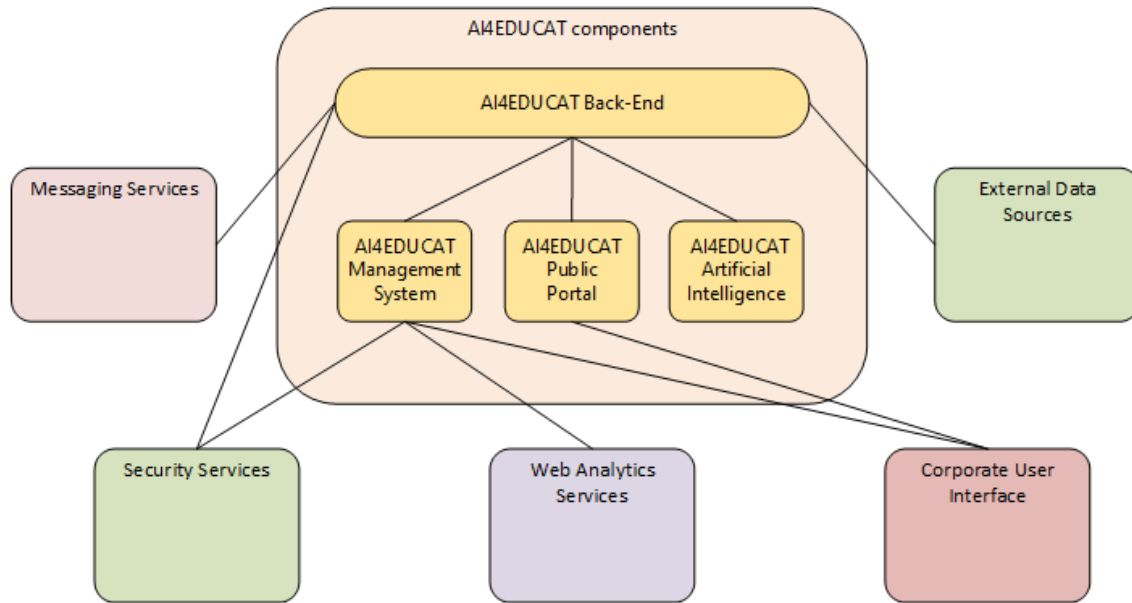 AI4EDUCAT components
AI4EDUCAT Back-End
Messaging Services
External Data
Sources
AI4EDUCAT
Management
System
AI4EDUCAT
Public
Portal
AI4EDUCAT
Artificial
Intelligence
Security Services
Web Analytics
Services
Corporate User
Interface